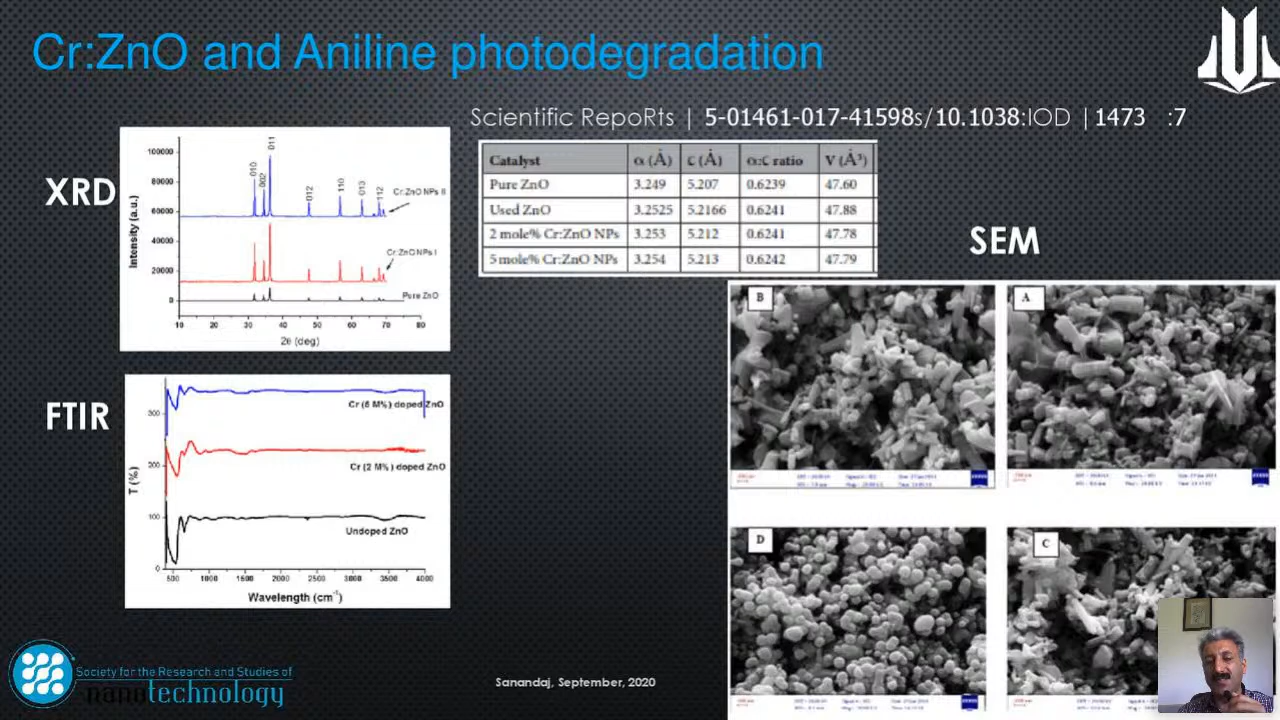 Cr:ZnO and Aniline photodegradation
Scientific RepoRts | 5-01461-017-41598s/10.1038:IOD |1473 :7
XRD
100000
80000
60000
40000
20000
0
Intensity (a.u.)
010
002
011
012
110
013
112
Cr:ZnO NPs II
Cr:ZnO NPs I
Pure ZnO
10 20 30 40 50 60 70 80
2θ (deg)
Catalyst α (Å) ζ (Å) α:ζ ratio V (Å³)
Pure ZnO 3.249 5.207 0.6239 47.60
Used ZnO 3.2525 5.2166 0.6241 47.88
2 mole% Cr:ZnO NPs 3.253 5.212 0.6241 47.78
5 mole% Cr:ZnO NPs 3.254 5.213 0.6242 47.79
SEM
B
A
D
C
FTIR
300
200
100
0
T (%)
Cr (5 M%) doped ZnO
Cr (2 M%) doped ZnO
Undoped ZnO
500 1000 1500 2000 2500 3000 3500 4000
Wavelength (cm⁻¹)
Society for the Research and Studies of
nanotechnology
Sanandaj, September, 2020